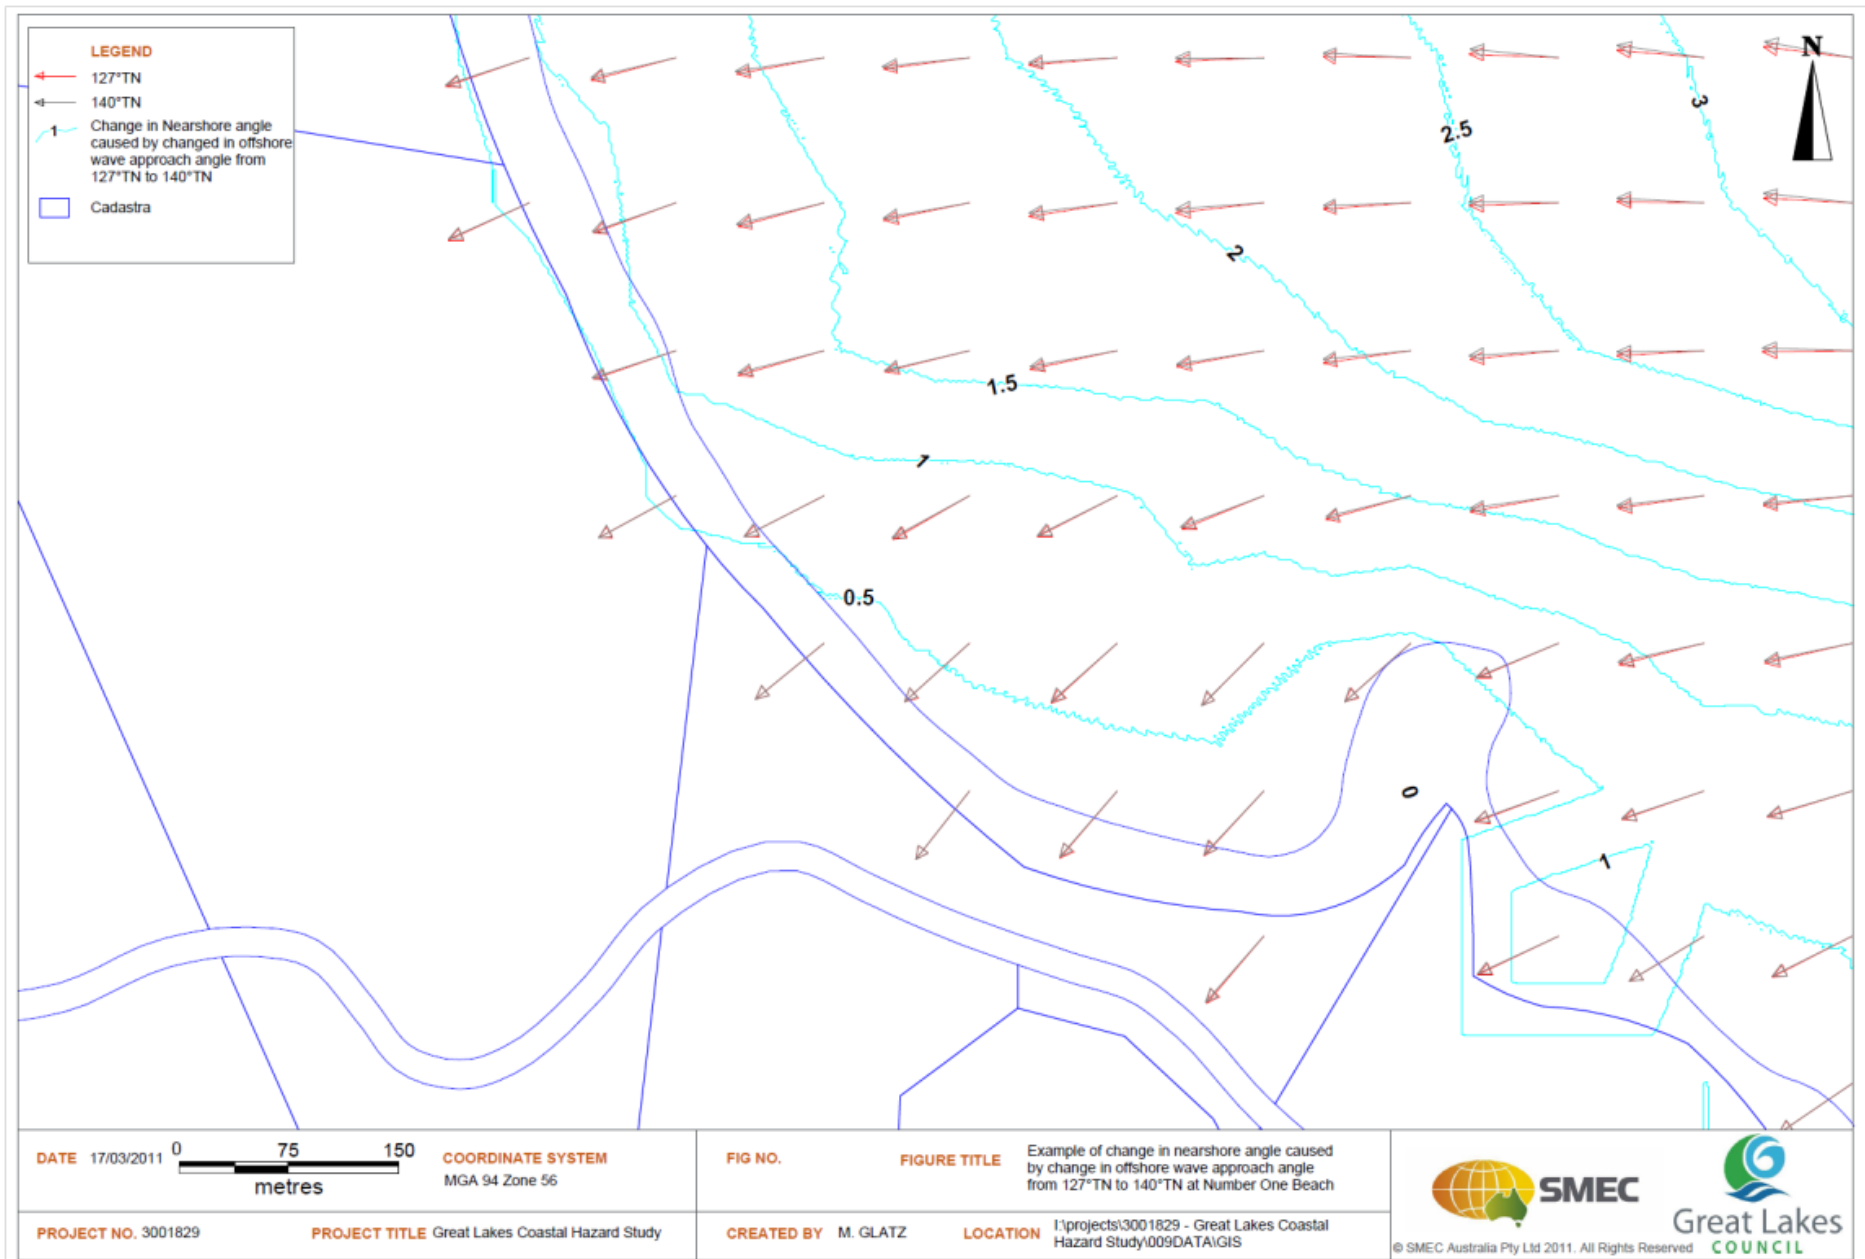 LEGEND
127°TN
140°TN
1
Change in Nearshore angle
caused by changed in offshore
wave approach angle from
127°TN to 140°TN
Cadastra
N
3
2.5
2
1.5
1
0.5
0
1
DATE 17/03/2011
0 75 150
metres
COORDINATE SYSTEM
MGA 94 Zone 56
FIG NO.
FIGURE TITLE
Example of change in nearshore angle caused
by change in offshore wave approach angle
from 127°TN to 140°TN at Number One Beach
PROJECT NO. 3001829
PROJECT TITLE Great Lakes Coastal Hazard Study
CREATED BY M. GLATZ
LOCATION
I:\projects\3001829 - Great Lakes Coastal
Hazard Study\009DATA\GIS
SMEC
Great Lakes
COUNCIL
© SMEC Australia Pty Ltd 2011. All Rights Reserved